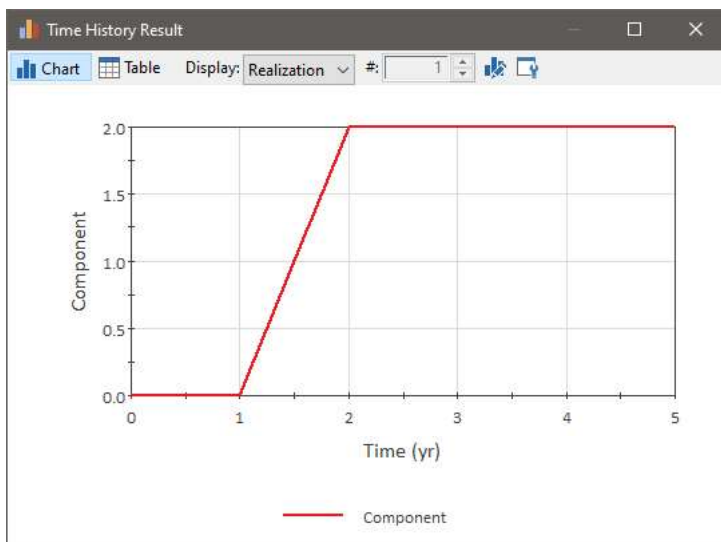 Time History Result
Chart Table Display: Realization #: 1
2.0
1.5
Component
1.0
0.5
0.0
0 1 2 3 4 5
Time (yr)
Component